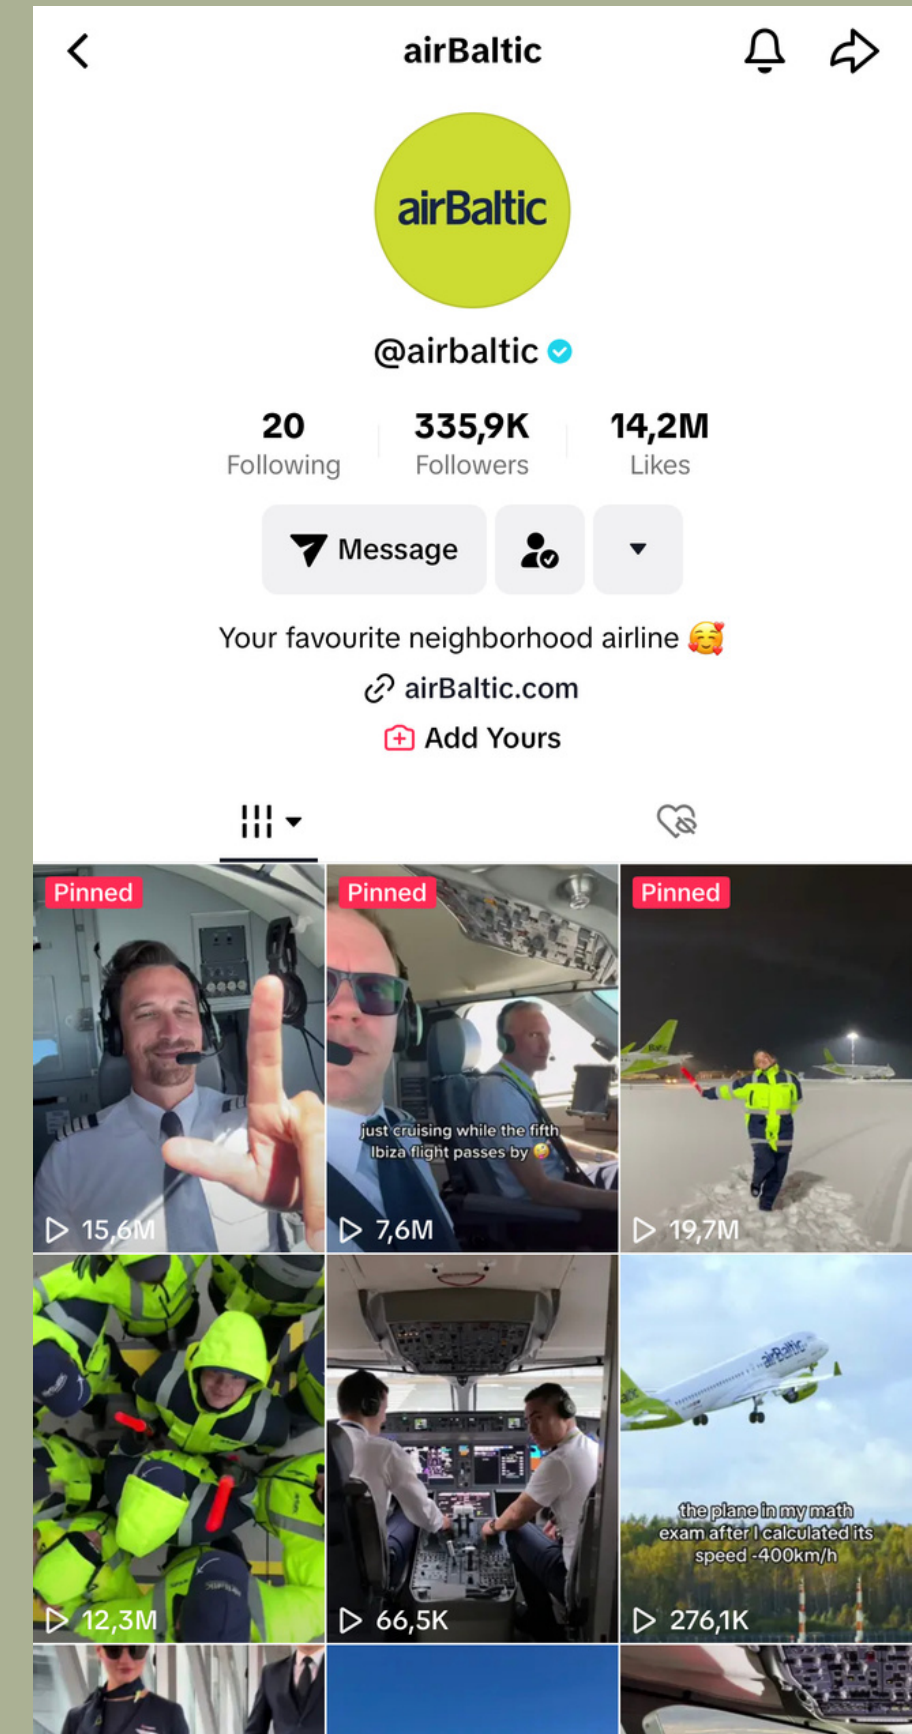 airBaltic
airBaltic
@airbaltic
20
Following
335,9K
Followers
14,2M
Likes
Message
Your favourite neighborhood airline 🥰
airBaltic.com
Add Yours
Pinned
15,6M
Pinned
just cruising while the fifth
Ibiza flight passes by 🤪
7,6M
Pinned
19,7M
12,3M
66,5K
airBaltic
the plane in my math
exam after I calculated its
speed -400km/h
276,1K